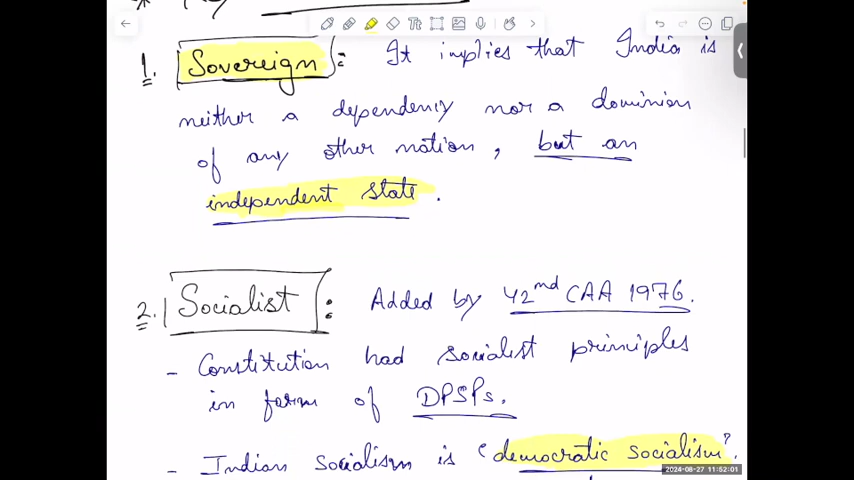 1. Sovereign : It implies that India is
neither a dependency nor a dominion
of any other nation, but an
independent state.
2. Socialist : Added by 42nd CAA 1976.
- Constitution had socialist principles
in form of DPSPs.
- Indian socialism is 'democratic socialism'.
2024-08-27 11:52:01